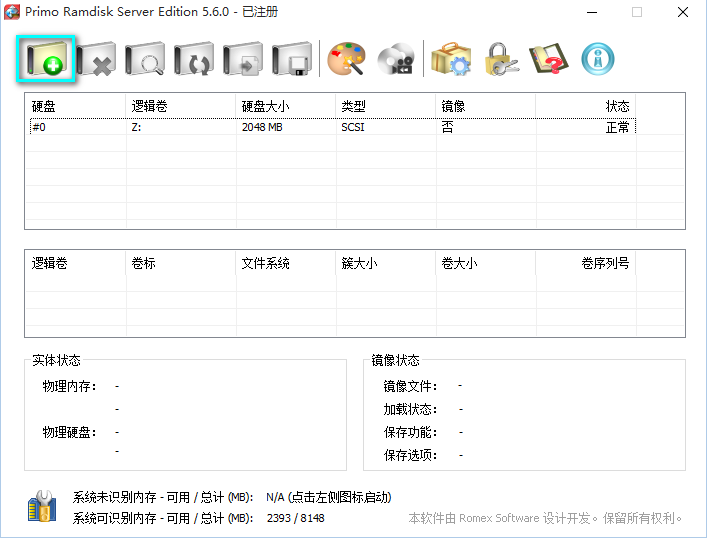 Primo Ramdisk Server Edition 5.6.0 - 已注册
硬盘 逻辑卷 硬盘大小 类型 镜像 状态
#0 Z: 2048 MB SCSI 否 正常
逻辑卷 卷标 文件系统 簇大小 卷大小 卷序列号
实体状态
物理内存: -
-
物理硬盘: -
-
镜像状态
镜像文件: -
加载状态: -
保存功能: -
保存选项: -
系统未识别内存 - 可用 / 总计 (MB): N/A (点击左侧图标启动)
系统可识别内存 - 可用 / 总计 (MB): 2393 / 8148
本软件由 Romex Software 设计开发。保留所有权利。